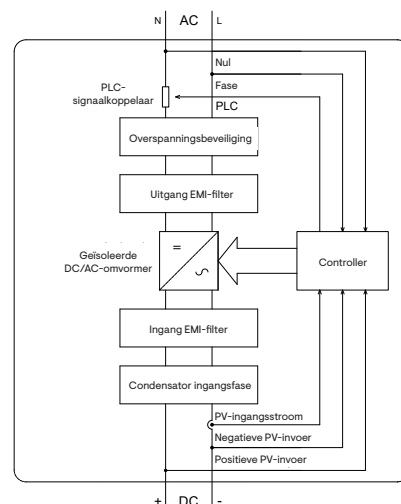 N AC L
Nul
Fase
PLC-
signaalkoppelaar
PLC
Overspanningsbeveiliging
Uitgang EMI-filter
Geïsoleerde
DC/AC-omvormer
=
Controller
Ingang EMI-filter
Condensator ingangsfase
PV-ingangsstroom
Negatieve PV-invoer
Positieve PV-invoer
+ DC -